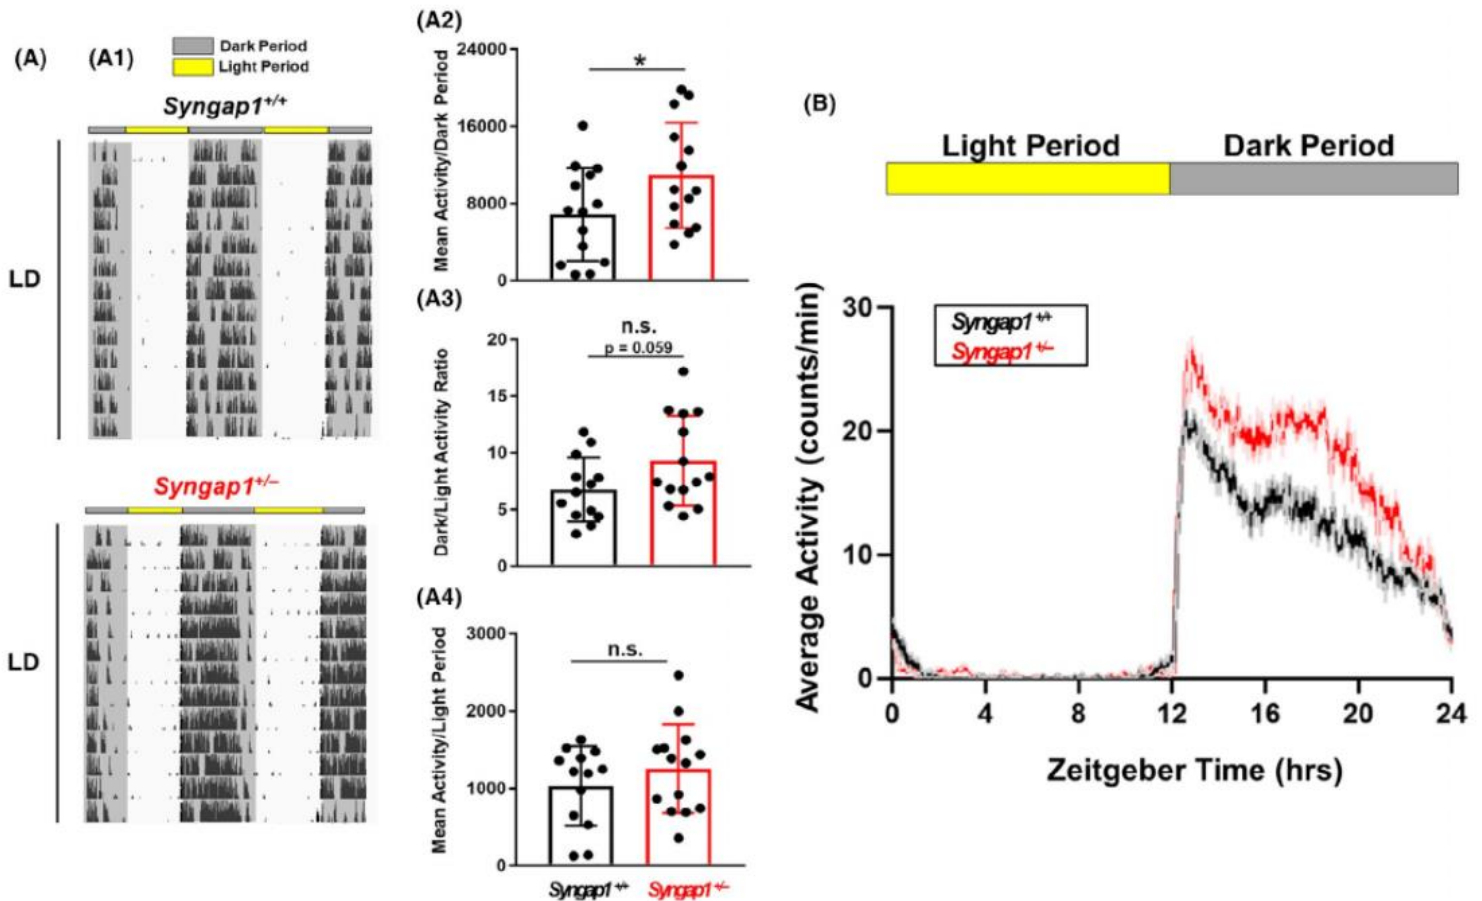 (A)
(A1)
Dark Period
Light Period
Syngap1+/+
LD
Syngap1+/–
LD
(A2)
Mean Activity/Dark Period
24000
16000
8000
0
*
(A3)
Dark/Light Activity Ratio
20
15
10
5
0
n.s.
p = 0.059
(A4)
Mean Activity/Light Period
3000
2000
1000
0
n.s.
Syngap1+/+
Syngap1+/–
(B)
Light Period Dark Period
Average Activity (counts/min)
30
20
10
0
Syngap1+/+
Syngap1+/–
0 4 8 12 16 20 24
Zeitgeber Time (hrs)